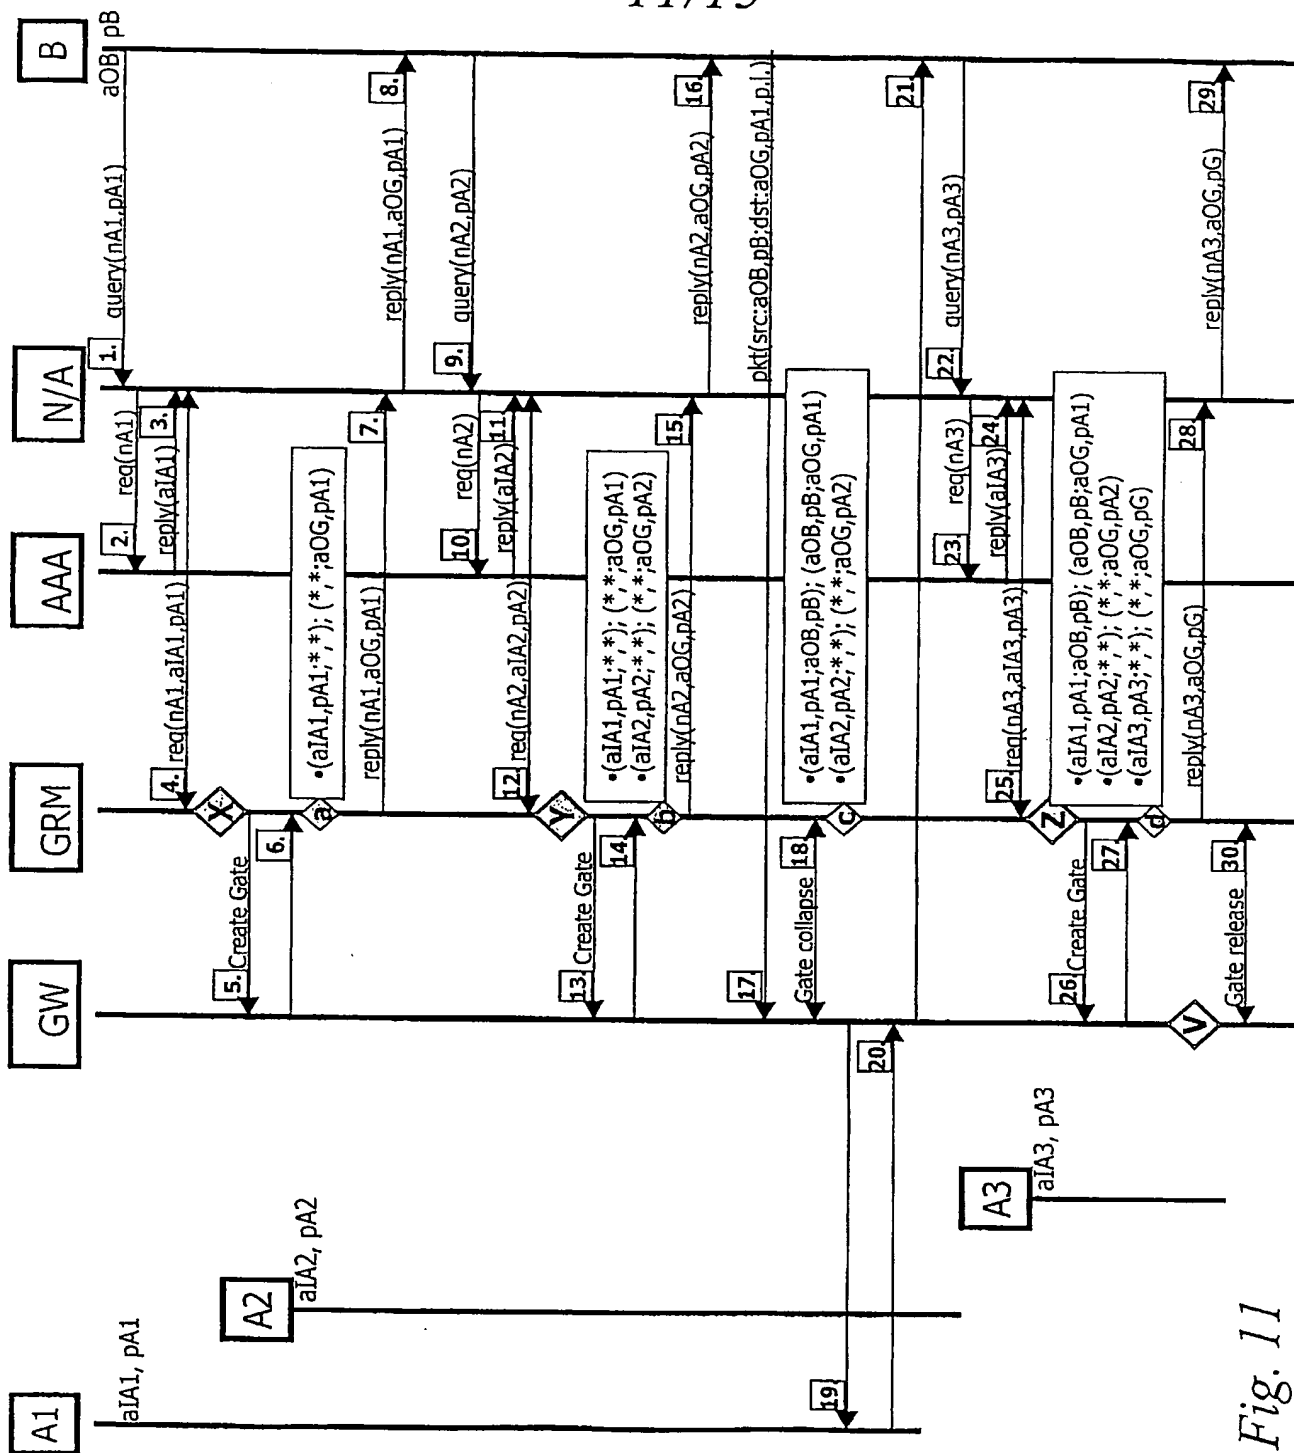 11/15
A1
A2
A3
GW
GRM
AAA
N/A
B
aIA1, pA1
aIA2, pA2
aIA3, pA3
aOB, pB
1. query(nA1,pA1)
2. req(nA1)
3. reply(aIA1)
4. req(nA1,aIA1,pA1)
X
5. Create Gate
6.
a
•(aIA1,pA1;*,*); (*,*;aOG,pA1)
7. reply(nA1,aOG,pA1)
8. reply(nA1,aOG,pA1)
9. query(nA2,pA2)
10. req(nA2)
11. reply(aIA2)
12. req(nA2,aIA2,pA2)
Y
13. Create Gate
14.
b
•(aIA1,pA1;*,*); (*,*;aOG,pA1)
•(aIA2,pA2;*,*); (*,*;aOG,pA2)
15. reply(nA2,aOG,pA2)
16. reply(nA2,aOG,pA2)
17. pkt(src:aOB,pB;dst:aOG,pA1,p.l.)
18. Gate collapse
c
•(aIA1,pA1;aOB,pB); (aOB,pB;aOG,pA1)
•(aIA2,pA2;*,*); (*,*;aOG,pA2)
19
20.
21.
22. query(nA3,pA3)
23. req(nA3)
24. reply(aIA3)
25. req(nA3,aIA3,pA3)
Z
26. Create Gate
27.
d
•(aIA1,pA1;aOB,pB); (aOB,pB;aOG,pA1)
•(aIA2,pA2;*,*); (*,*;aOG,pA2)
•(aIA3,pA3;*,*); (*,*;aOG,pG)
28. reply(nA3,aOG,pG)
29. reply(nA3,aOG,pG)
V
30. Gate release
Fig. 11